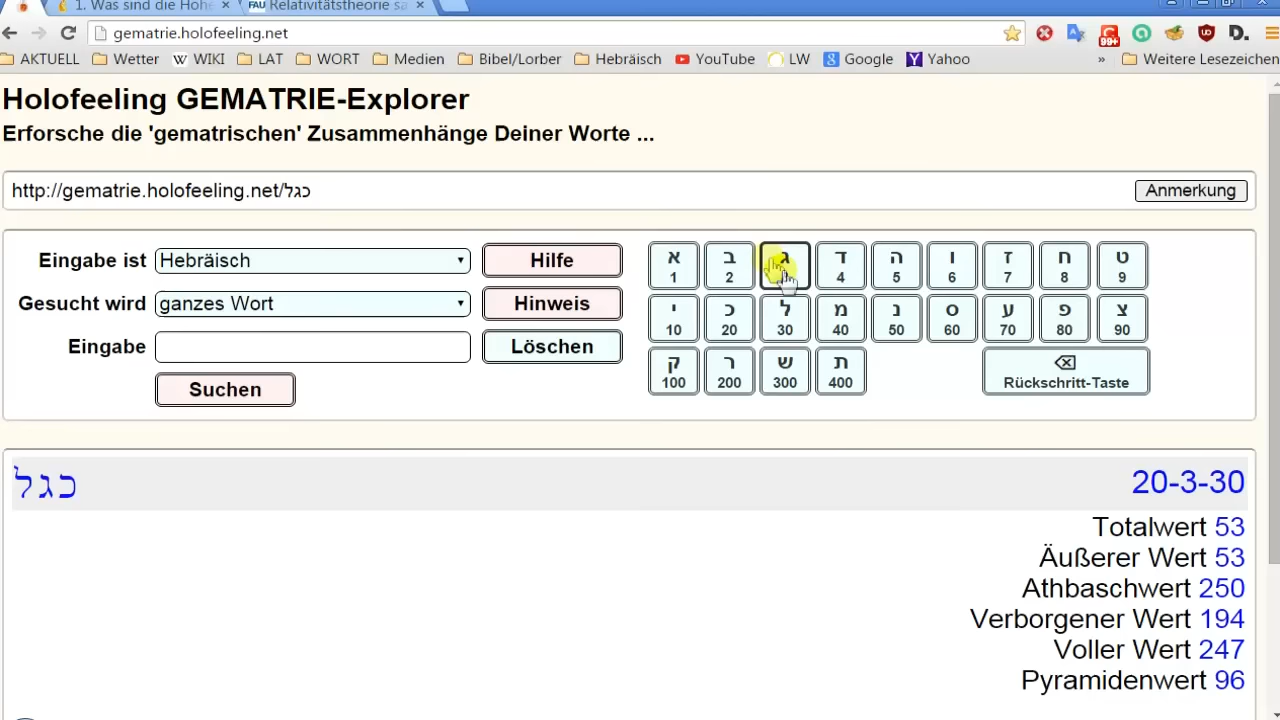 1. Was sind die Hohe
FAU Relativitätstheorie sa
gematrie.holofeeling.net
99+
AKTUELL Wetter W WIKI LAT WORT Medien Bibel/Lorber Hebräisch YouTube LW Google Yahoo » Weitere Lesezeichen
Holofeeling GEMATRIE-Explorer
Erforsche die 'gematrischen' Zusammenhänge Deiner Worte ...
http://gematrie.holofeeling.net/כגל
Anmerkung
Eingabe ist Hebräisch Hilfe
Gesucht wird ganzes Wort Hinweis
Eingabe Löschen
Suchen
א ב ג ד ה ו ז ח ט
1 2 4 5 6 7 8 9
י כ ל מ נ ס ע פ צ
10 20 30 40 50 60 70 80 90
ק ר ש ת
100 200 300 400 Rückschritt-Taste
כגל 20-3-30
Totalwert 53
Äußerer Wert 53
Athbaschwert 250
Verborgener Wert 194
Voller Wert 247
Pyramidenwert 96